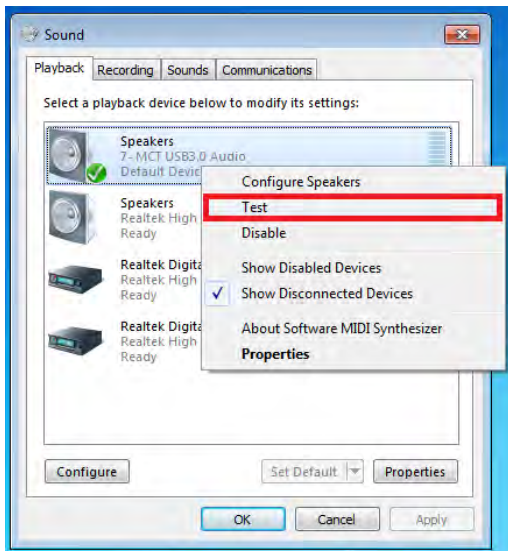 Sound
Playback Recording Sounds Communications
Select a playback device below to modify its settings:
Speakers
7- MCT USB3.0 Audio
Default Devic
Speakers
Realtek High
Ready
Realtek Digita
Realtek High
Ready
Realtek Digita
Realtek High
Ready
Configure Speakers
Test
Disable
Show Disabled Devices
Show Disconnected Devices
About Software MIDI Synthesizer
Properties
Configure Set Default Properties
OK Cancel Apply